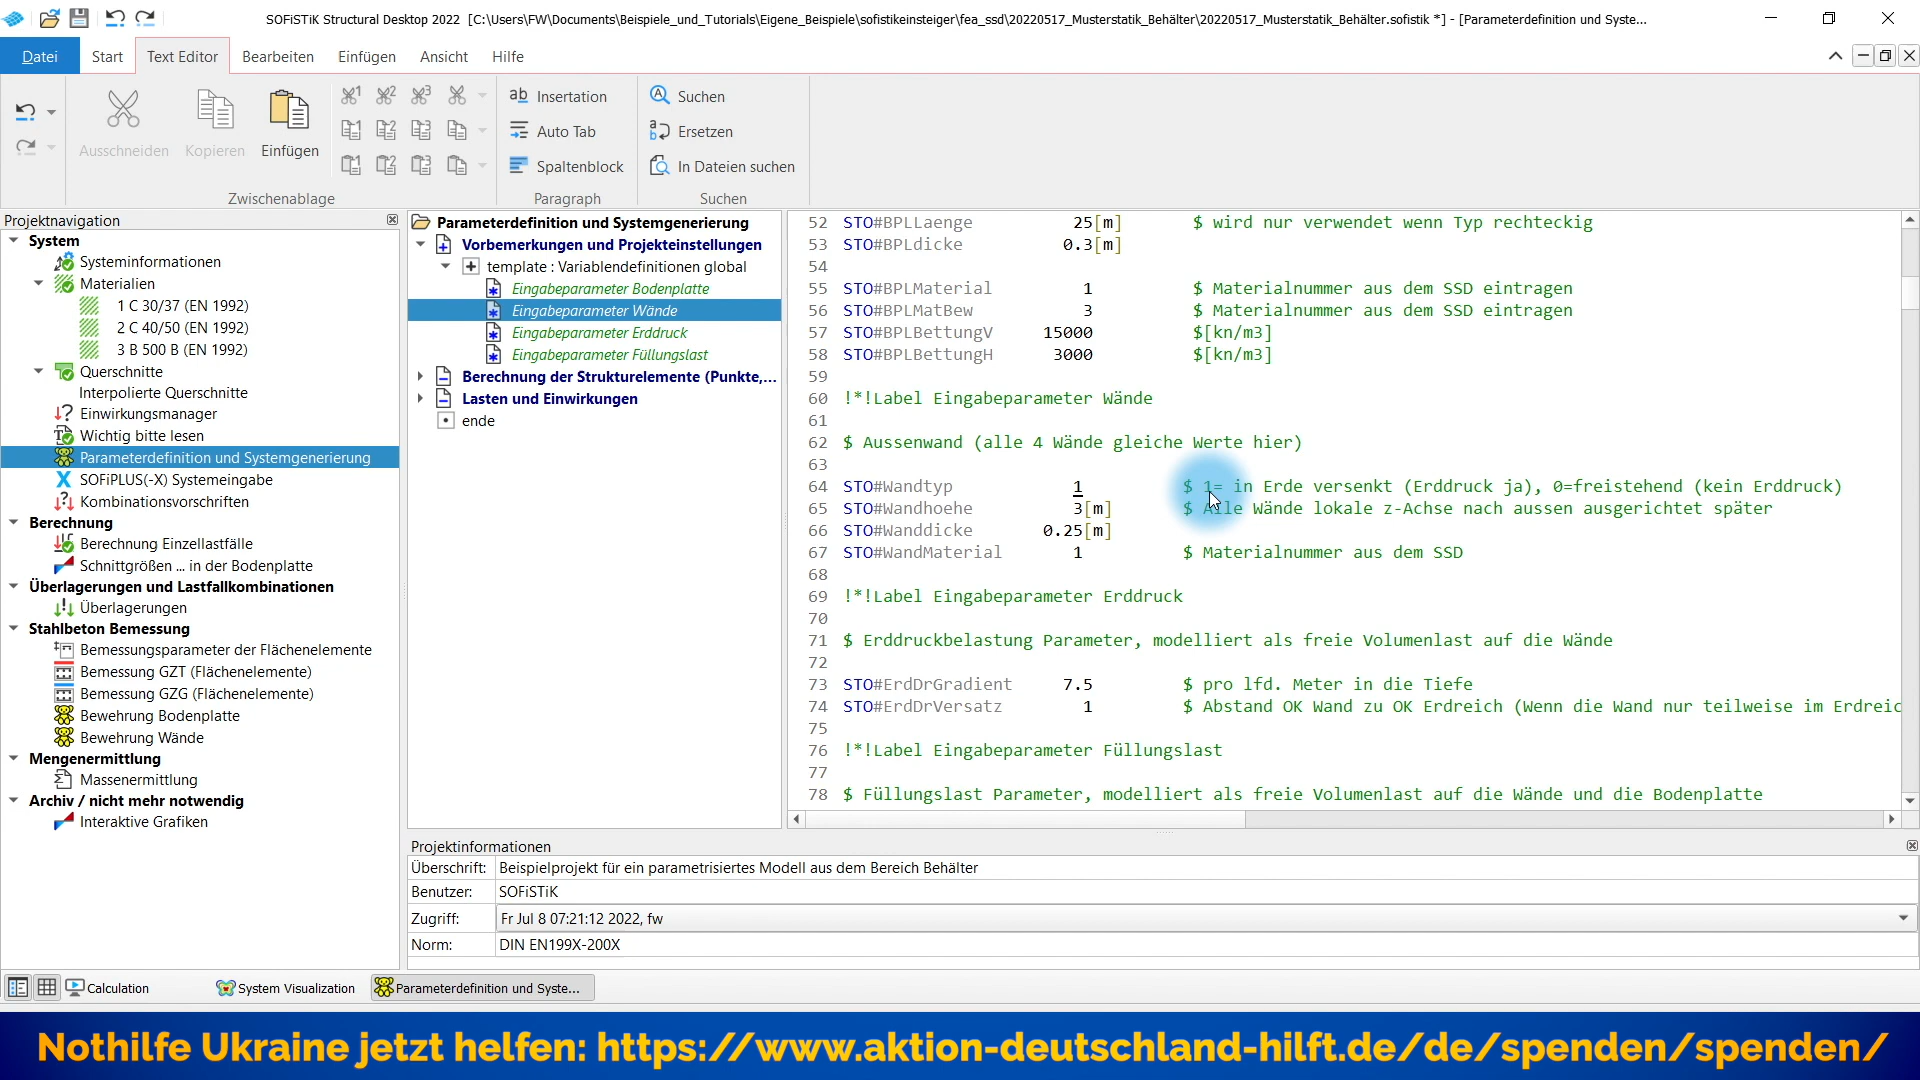 SOFiSTiK Structural Desktop 2022 [C:\Users\FW\Documents\Beispiele_und_Tutorials\Eigene_Beispiele\sofistikeinsteiger\fea_ssd\20220517_Musterstatik_Behälter\20220517_Musterstatik_Behälter.sofistik *] - [Parameterdefinition und Syste...
Datei Start Text Editor Bearbeiten Einfügen Ansicht Hilfe
Ausschneiden Kopieren Einfügen
Insertation
Auto Tab
Spaltenblock
Suchen
Ersetzen
In Dateien suchen
Zwischenablage Paragraph Suchen
Projektnavigation
System
Systeminformationen
Materialien
1 C 30/37 (EN 1992)
2 C 40/50 (EN 1992)
3 B 500 B (EN 1992)
Querschnitte
Interpolierte Querschnitte
Einwirkungsmanager
Wichtig bitte lesen
Parameterdefinition und Systemgenerierung
SOFiPLUS(-X) Systemeingabe
Kombinationsvorschriften
Berechnung
Berechnung Einzellastfälle
Schnittgrößen ... in der Bodenplatte
Überlagerungen und Lastfallkombinationen
Überlagerungen
Stahlbeton Bemessung
Bemessungsparameter der Flächenelemente
Bemessung GZT (Flächenelemente)
Bemessung GZG (Flächenelemente)
Bewehrung Bodenplatte
Bewehrung Wände
Mengenermittlung
Massenermittlung
Archiv / nicht mehr notwendig
Interaktive Grafiken
Parameterdefinition und Systemgenerierung
Vorbemerkungen und Projekteinstellungen
template : Variablendefinitionen global
Eingabeparameter Bodenplatte
Eingabeparameter Wände
Eingabeparameter Erddruck
Eingabeparameter Füllungslast
Berechnung der Strukturelemente (Punkte,...
Lasten und Einwirkungen
ende
52 STO#BPLLaenge 25[m] $ wird nur verwendet wenn Typ rechteckig
53 STO#BPLdicke 0.3[m]
54
55 STO#BPLMaterial 1 $ Materialnummer aus dem SSD eintragen
56 STO#BPLMatBew 3 $ Materialnummer aus dem SSD eintragen
57 STO#BPLBettungV 15000 $[kn/m3]
58 STO#BPLBettungH 3000 $[kn/m3]
59
60 !*!Label Eingabeparameter Wände
61
62 $ Aussenwand (alle 4 Wände gleiche Werte hier)
63
64 STO#Wandtyp 1 $ 1= in Erde versenkt (Erddruck ja), 0=freistehend (kein Erddruck)
65 STO#Wandhoehe 3[m] $ Alle Wände lokale z-Achse nach aussen ausgerichtet später
66 STO#Wanddicke 0.25[m]
67 STO#WandMaterial 1 $ Materialnummer aus dem SSD
68
69 !*!Label Eingabeparameter Erddruck
70
71 $ Erddruckbelastung Parameter, modelliert als freie Volumenlast auf die Wände
72
73 STO#ErdDrGradient 7.5 $ pro lfd. Meter in die Tiefe
74 STO#ErdDrVersatz 1 $ Abstand OK Wand zu OK Erdreich (Wenn die Wand nur teilweise im Erdreic
75
76 !*!Label Eingabeparameter Füllungslast
77
78 $ Füllungslast Parameter, modelliert als freie Volumenlast auf die Wände und die Bodenplatte
Projektinformationen
Überschrift: Beispielprojekt für ein parametrisiertes Modell aus dem Bereich Behälter
Benutzer: SOFiSTiK
Zugriff: Fr Jul 8 07:21:12 2022, fw
Norm: DIN EN199X-200X
Calculation System Visualization Parameterdefinition und Syste...
Nothilfe Ukraine jetzt helfen: https://www.aktion-deutschland-hilft.de/de/spenden/spenden/